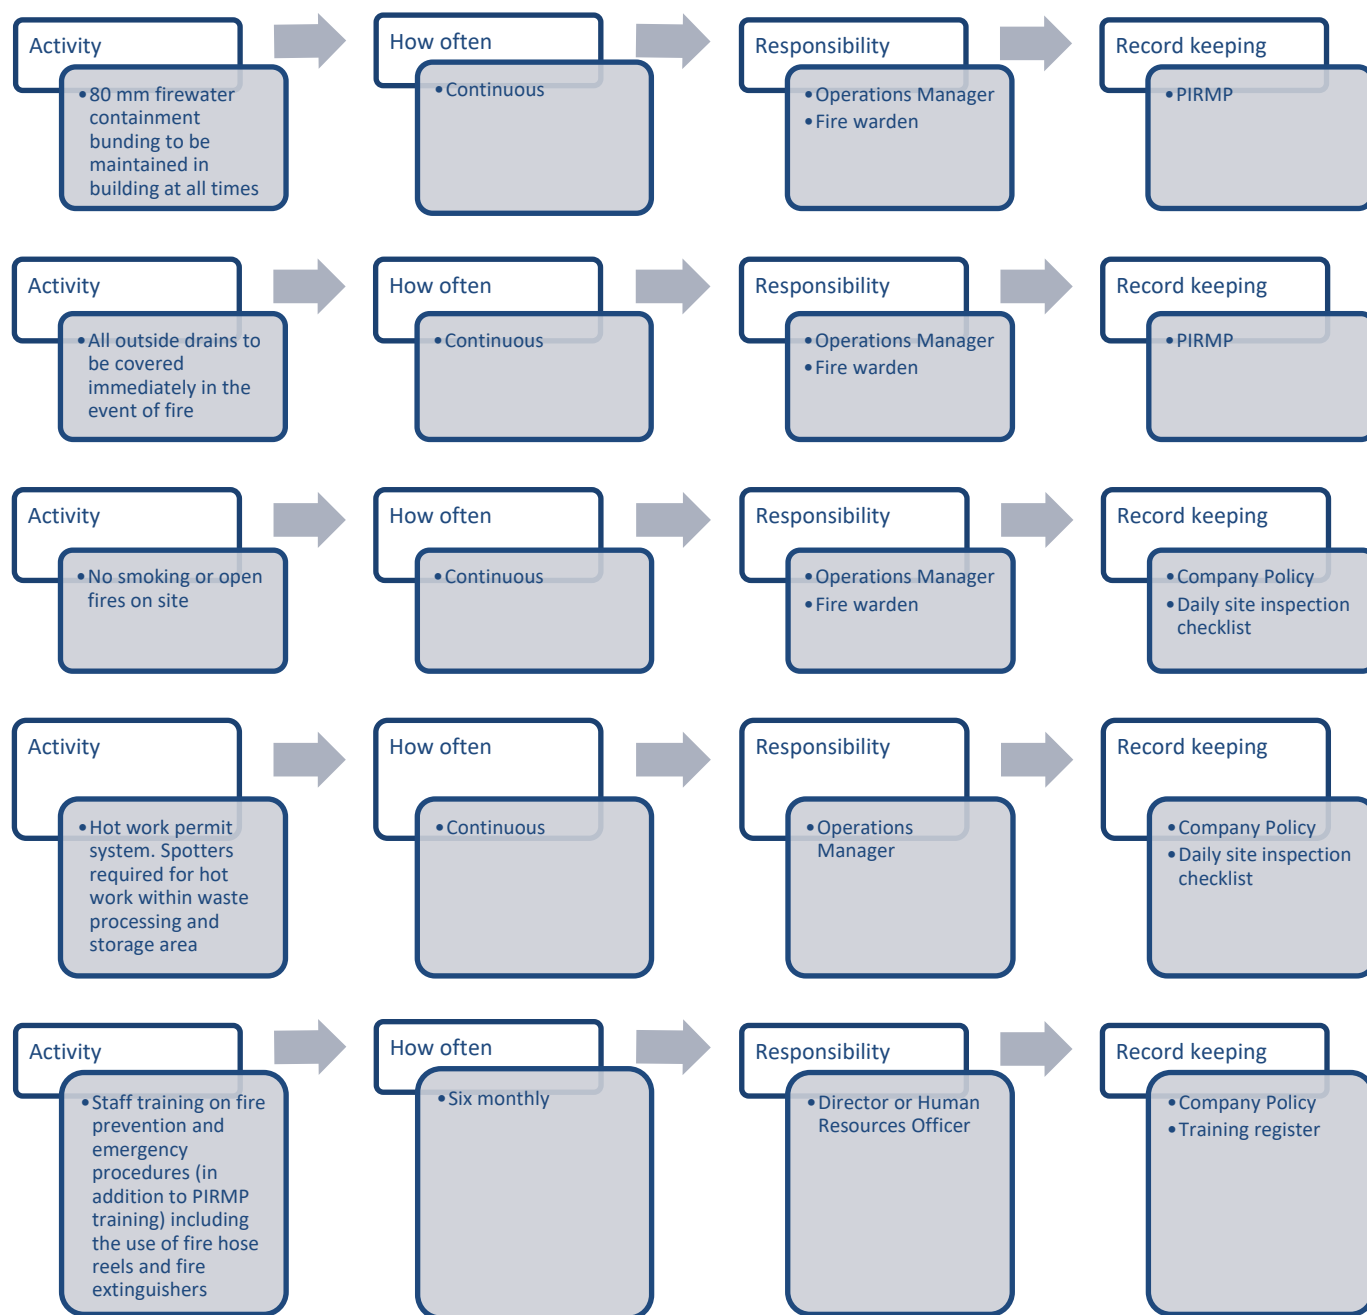 Activity
• 80 mm firewater
containment
bunding to be
maintained in
building at all times
How often
• Continuous
Responsibility
• Operations Manager
• Fire warden
Record keeping
• PIRMP
Activity
• All outside drains to
be covered
immediately in the
event of fire
How often
• Continuous
Responsibility
• Operations Manager
• Fire warden
Record keeping
• PIRMP
Activity
• No smoking or open
fires on site
How often
• Continuous
Responsibility
• Operations Manager
• Fire warden
Record keeping
• Company Policy
• Daily site inspection
checklist
Activity
• Hot work permit
system. Spotters
required for hot
work within waste
processing and
storage area
How often
• Continuous
Responsibility
• Operations
Manager
Record keeping
• Company Policy
• Daily site inspection
checklist
Activity
• Staff training on fire
prevention and
emergency
procedures (in
addition to PIRMP
training) including
the use of fire hose
reels and fire
extinguishers
How often
• Six monthly
Responsibility
• Director or Human
Resources Officer
Record keeping
• Company Policy
• Training register